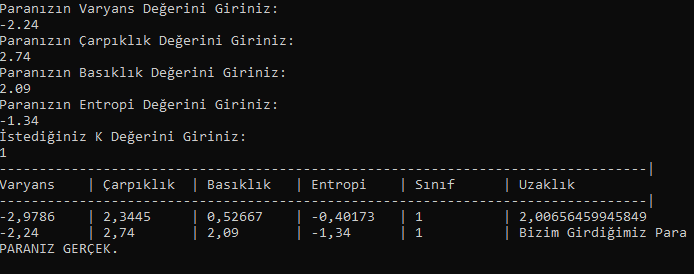 Paranızın Varyans Değerini Giriniz:
-2.24
Paranızın Çarpıklık Değerini Giriniz:
2.74
Paranızın Basıklık Değerini Giriniz:
2.09
Paranızın Entropi Değerini Giriniz:
-1.34
İstediğiniz K Değerini Giriniz:
1
-------------------------------------------------------------------------|
Varyans | Çarpıklık | Basıklık | Entropi | Sınıf | Uzaklık
-------------------------------------------------------------------------|
-2,9786 | 2,3445 | 0,52667 | -0,40173 | 1 | 2,00656459945849
-2,24 | 2,74 | 2,09 | -1,34 | 1 | Bizim Girdiğimiz Para
PARANIZ GERÇEK.